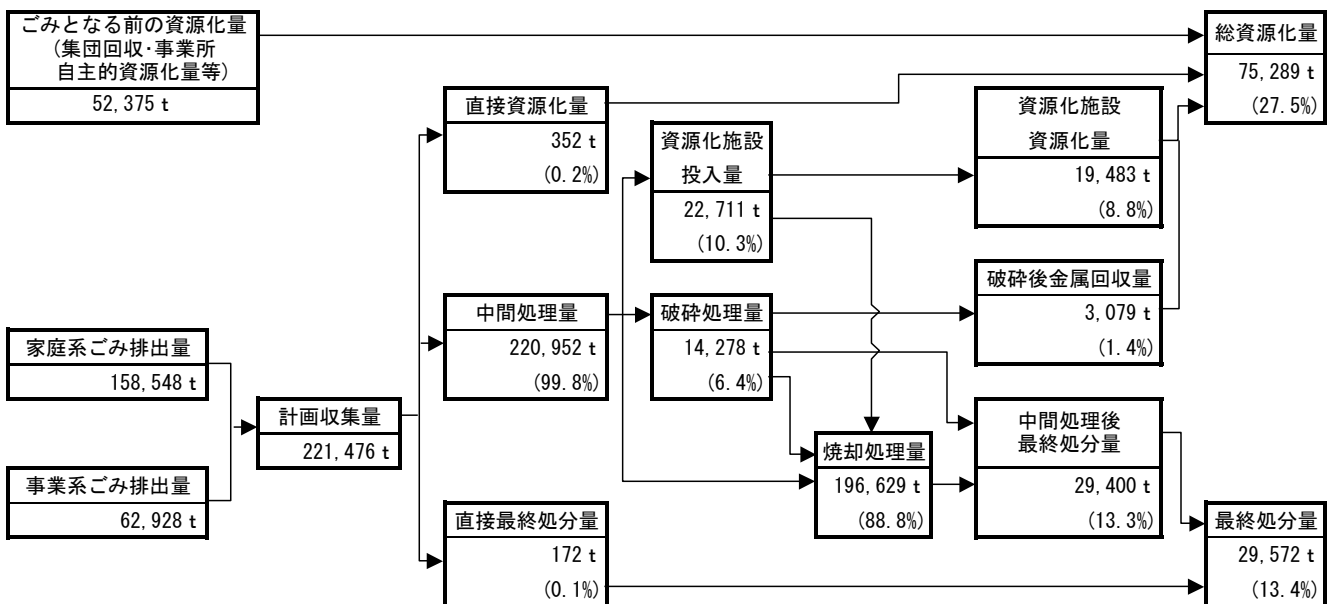 ごみとなる前の資源化量
（集団回収・事業所
自主的資源化量等）
52,375 t
総資源化量
75,289 t
(27.5%)
直接資源化量
352 t
(0.2%)
資源化施設
投入量
22,711 t
(10.3%)
資源化施設
資源化量
19,483 t
(8.8%)
家庭系ごみ排出量
158,548 t
事業系ごみ排出量
62,928 t
計画収集量
221,476 t
中間処理量
220,952 t
(99.8%)
破砕処理量
14,278 t
(6.4%)
破砕後金属回収量
3,079 t
(1.4%)
焼却処理量
196,629 t
(88.8%)
中間処理後
最終処分量
29,400 t
(13.3%)
直接最終処分量
172 t
(0.1%)
最終処分量
29,572 t
(13.4%)